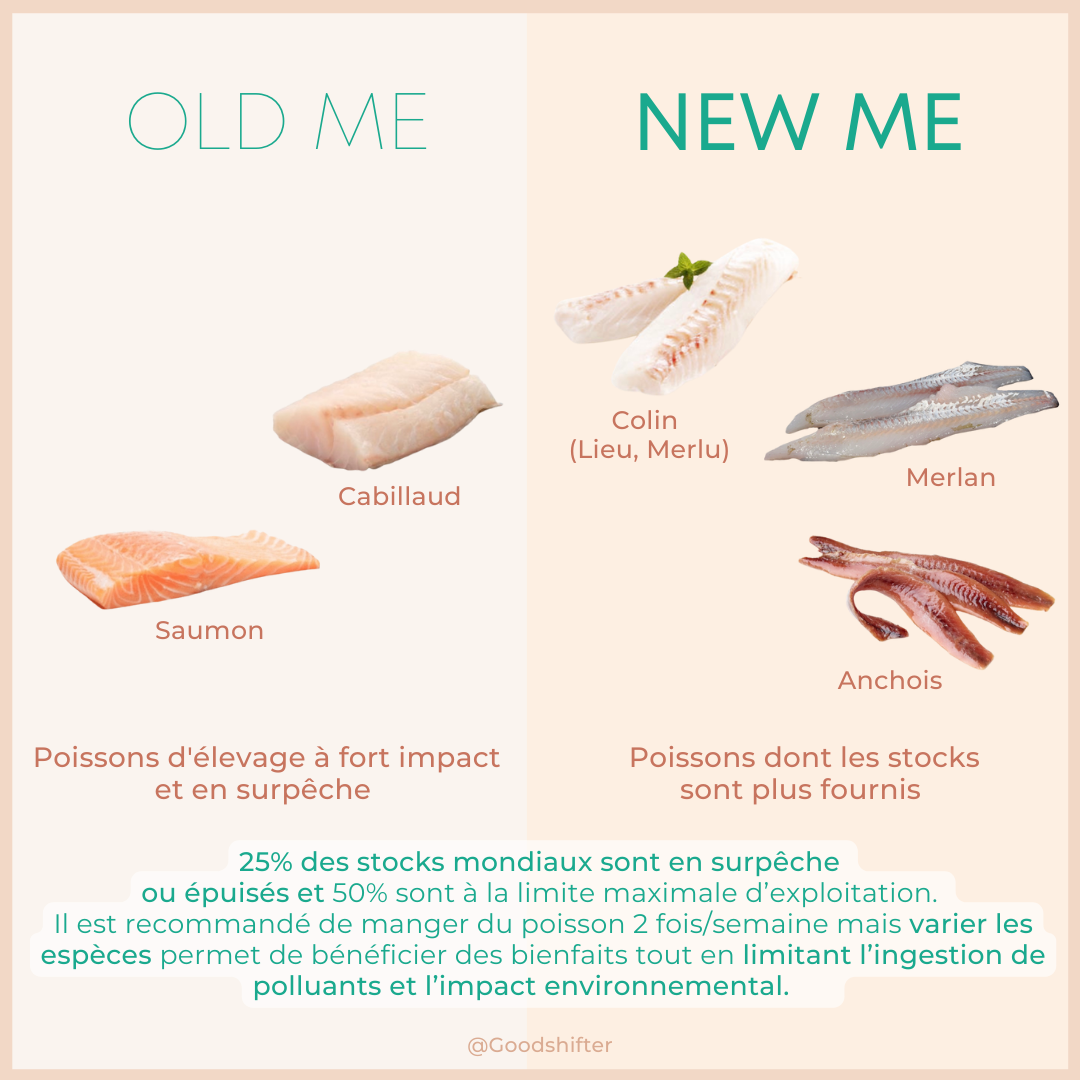 OLD ME
NEW ME
Cabillaud
Saumon
Colin
(Lieu, Merlu)
Merlan
Anchois
Poissons d'élevage à fort impact
et en surpêche
Poissons dont les stocks
sont plus fournis
25% des stocks mondiaux sont en surpêche
ou épuisés et 50% sont à la limite maximale d’exploitation.
Il est recommandé de manger du poisson 2 fois/semaine mais varier les
espèces permet de bénéficier des bienfaits tout en limitant l’ingestion de
polluants et l’impact environnemental.
@Goodshifter